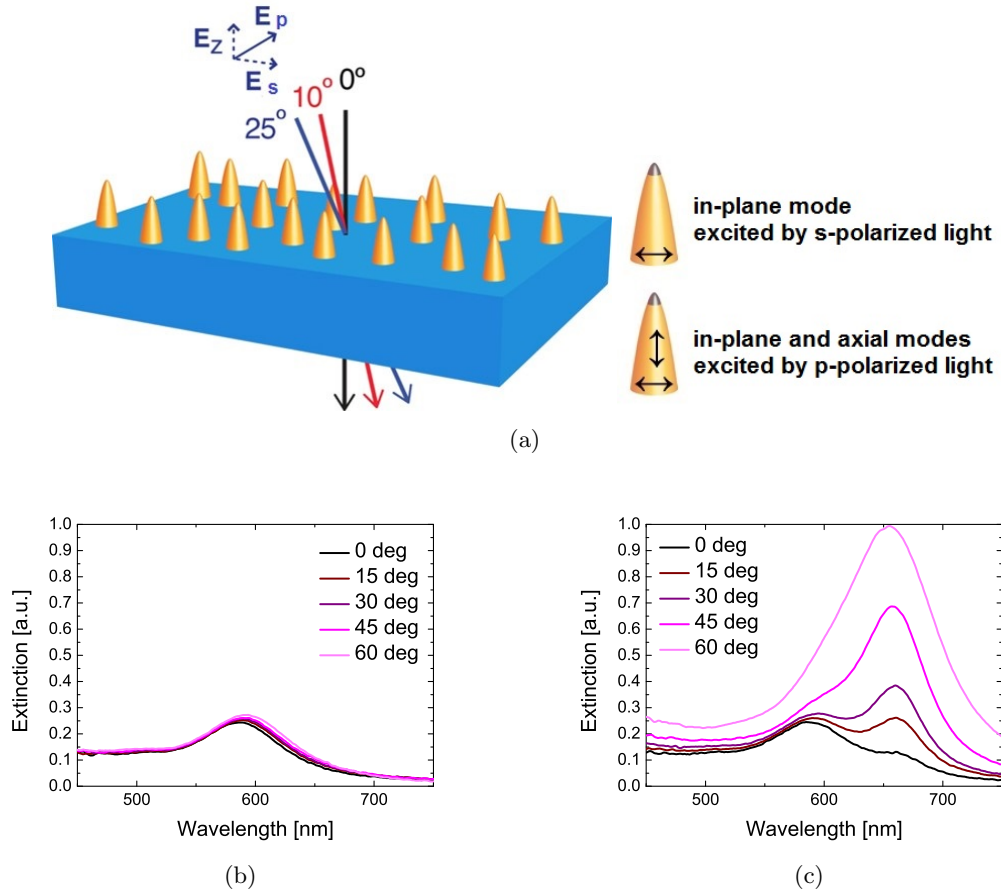 E p
E z
E s
0°
10°
25°
in-plane mode
excited by s-polarized light
in-plane and axial modes
excited by p-polarized light
(a)
1.0
0.9
0.8
0.7
0.6
0.5
0.4
0.3
0.2
0.1
0.0
Extinction [a.u.]
0 deg
15 deg
30 deg
45 deg
60 deg
500 600 700
Wavelength [nm]
(b)
1.0
0.9
0.8
0.7
0.6
0.5
0.4
0.3
0.2
0.1
0.0
Extinction [a.u.]
0 deg
15 deg
30 deg
45 deg
60 deg
500 600 700
Wavelength [nm]
(c)